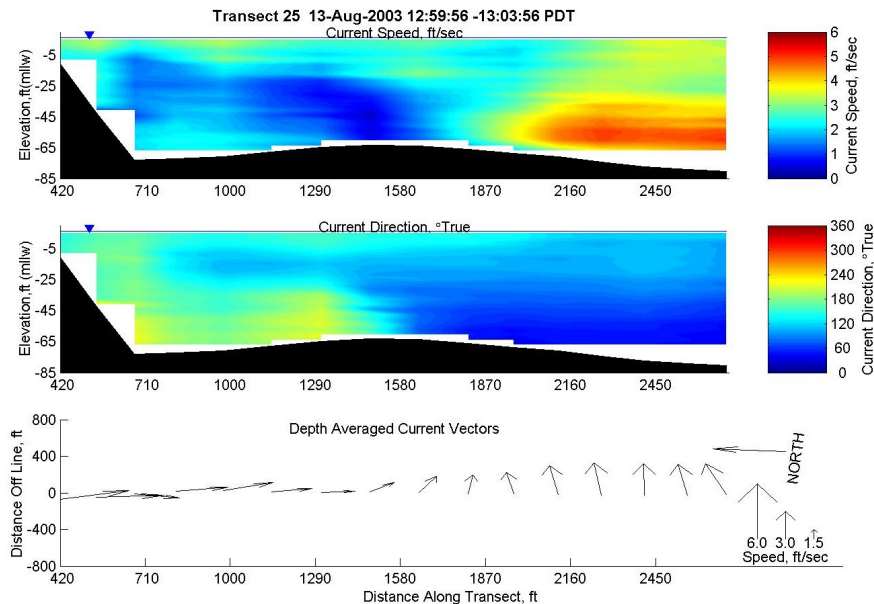 Transect 25 13-Aug-2003 12:59:56 -13:03:56 PDT
Current Speed, ft/sec
Elevation,ft(mllw)
-5
-25
-45
-65
-85
420 710 1000 1290 1580 1870 2160 2450
6
5
4
3
2
1
0
Current Speed, ft/sec
Current Direction, °True
Elevation,ft (mllw)
-5
-25
-45
-65
-85
420 710 1000 1290 1580 1870 2160 2450
360
300
240
180
120
60
0
Current Direction, °True
Depth Averaged Current Vectors
Distance Off Line, ft
800
400
0
-400
-800
420 710 1000 1290 1580 1870 2160 2450
Distance Along Transect, ft
NORTH
6.0 3.0 1.5
Speed, ft/sec